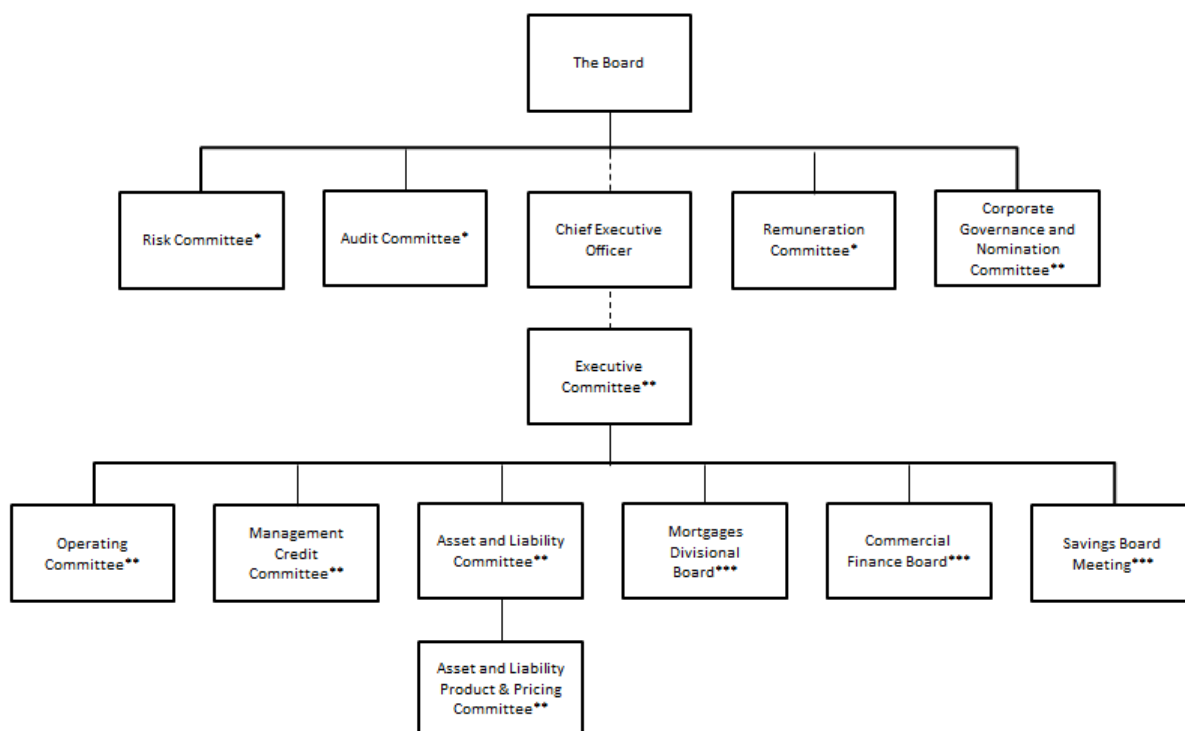 The Board
Risk Committee*
Audit Committee*
Chief Executive
Officer
Remuneration
Committee*
Corporate
Governance and
Nomination
Committee**
Executive
Committee**
Operating
Committee**
Management
Credit
Committee**
Asset and Liability
Committee**
Mortgages
Divisional
Board***
Commercial
Finance Board***
Savings Board
Meeting***
Asset and Liability
Product & Pricing
Committee**